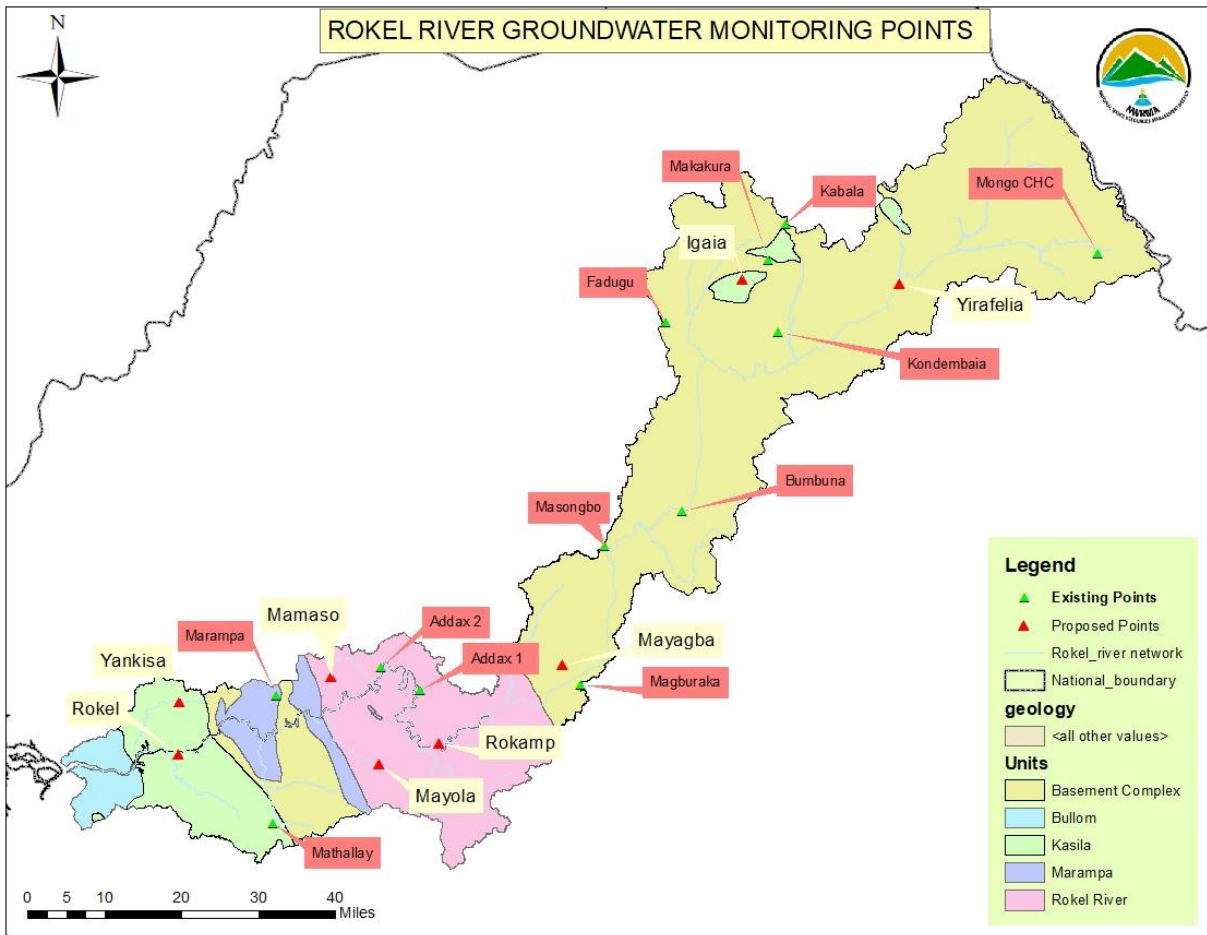 ROKEL RIVER GROUNDWATER MONITORING POINTS
N
NWRMA
Makakura
Kabala
Mongo CHC
Igaia
Fadugu
Yirafelia
Kondembaia
Bumbuna
Masongbo
Mamaso
Addax 2
Marampa
Addax 1
Mayagba
Yankisa
Magburaka
Rokel
Rokamp
Mayola
Mathallay
Legend
Existing Points
Proposed Points
Rokel_river network
National_boundary
geology
<all other values>
Units
Basement Complex
Bullom
Kasila
Marampa
Rokel River
0 5 10 20 30 40
Miles